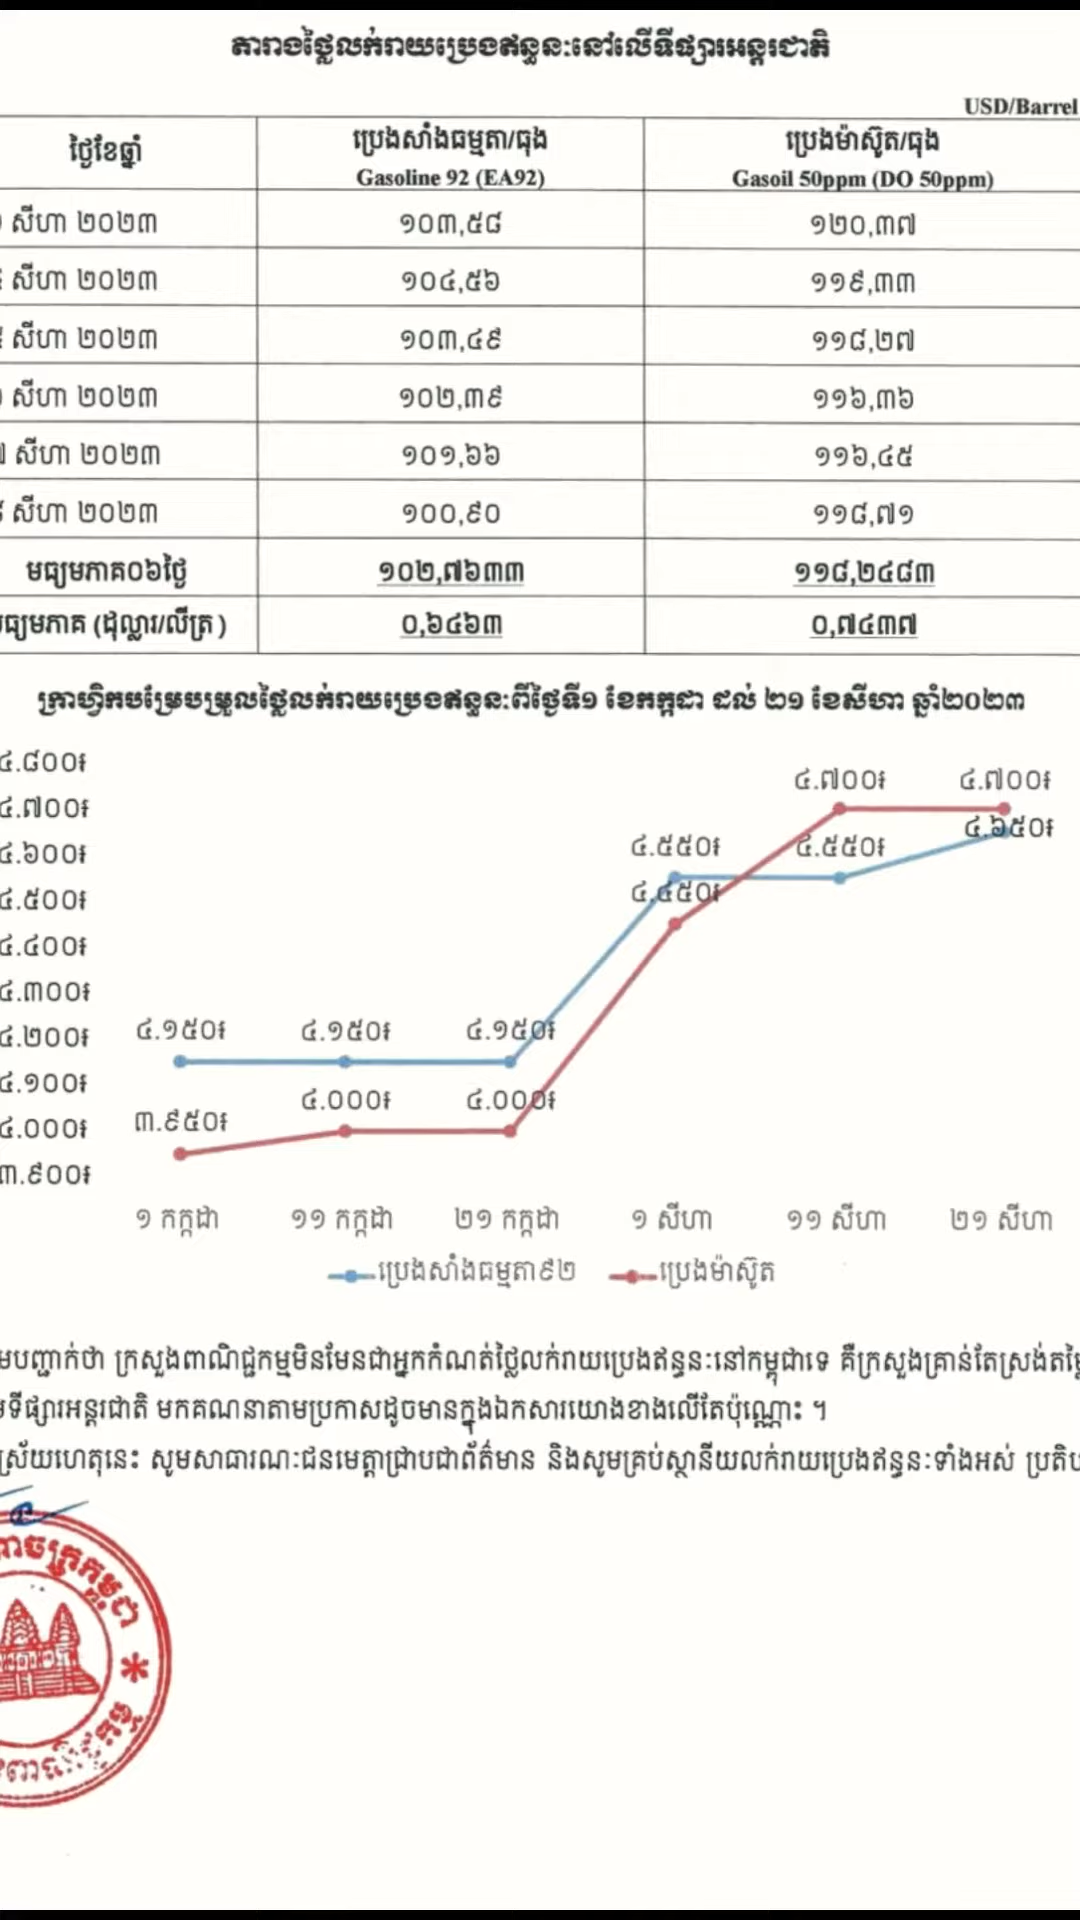 តារាងថ្លៃលក់រាយប្រេងឥន្ធនៈនៅលើទីផ្សារអន្តរជាតិ
USD/Barrel
ថ្ងៃខែឆ្នាំ ប្រេងសាំងធម្មតា/ធុង ប្រេងម៉ាស៊ូត/ធុង
Gasoline 92 (EA92) Gasoil 50ppm (DO 50ppm)
សីហា ២០២៣ ១០៣,៥៨ ១២០,៣៧
សីហា ២០២៣ ១០៤,៥៦ ១១៩,៣៣
សីហា ២០២៣ ១០៣,៤៩ ១១៨,២៧
សីហា ២០២៣ ១០២,៣៩ ១១៦,៣៦
សីហា ២០២៣ ១០១,៦៦ ១១៦,៤៥
សីហា ២០២៣ ១០០,៩០ ១១៨,៧១
មធ្យមភាគ០៦ថ្ងៃ ១០២,៧៦៣៣ ១១៨,២៤៨៣
មធ្យមភាគ (ដុល្លារ/លីត្រ) ០,៦៤៦៣ ០,៧៤៣៧
ក្រាហ្វិកបម្រែបម្រួលថ្លៃលក់រាយប្រេងឥន្ធនៈពីថ្ងៃទី១ ខែកក្កដា ដល់ ២១ ខែសីហា ឆ្នាំ២០២៣
៤.៨០០៛
៤.៧០០៛
៤.៦០០៛
៤.៥០០៛
៤.៤០០៛
៤.៣០០៛
៤.២០០៛
៤.១០០៛
៤.០០០៛
៣.៩០០៛
៤.៧០០៛ ៤.៧០០៛
៤.៦៥០៛
៤.៥៥០៛ ៤.៥៥០៛
៤.៤៥០៛
៤.១៥០៛ ៤.១៥០៛ ៤.១៥០៛
៣.៩៥០៛ ៤.០០០៛ ៤.០០០៛
១ កក្កដា ១១ កក្កដា ២១ កក្កដា ១ សីហា ១១ សីហា ២១ សីហា
ប្រេងសាំងធម្មតា៩២ ប្រេងម៉ាស៊ូត
មបញ្ជាក់ថា ក្រសួងពាណិជ្ជកម្មមិនមែនជាអ្នកកំណត់ថ្លៃលក់រាយប្រេងឥន្ធនៈនៅកម្ពុជាទេ គឺក្រសួងគ្រាន់តែស្រង់តម្លៃ
ទីផ្សារអន្តរជាតិ មកគណនាតាមប្រកាសដូចមានក្នុងឯកសារយោងខាងលើតែប៉ុណ្ណោះ ។
ស្រ័យហេតុនេះ សូមសាធារណៈជនមេត្តាជ្រាបជាព័ត៌មាន និងសូមគ្រប់ស្ថានីយលក់រាយប្រេងឥន្ធនៈទាំងអស់ ប្រតិប